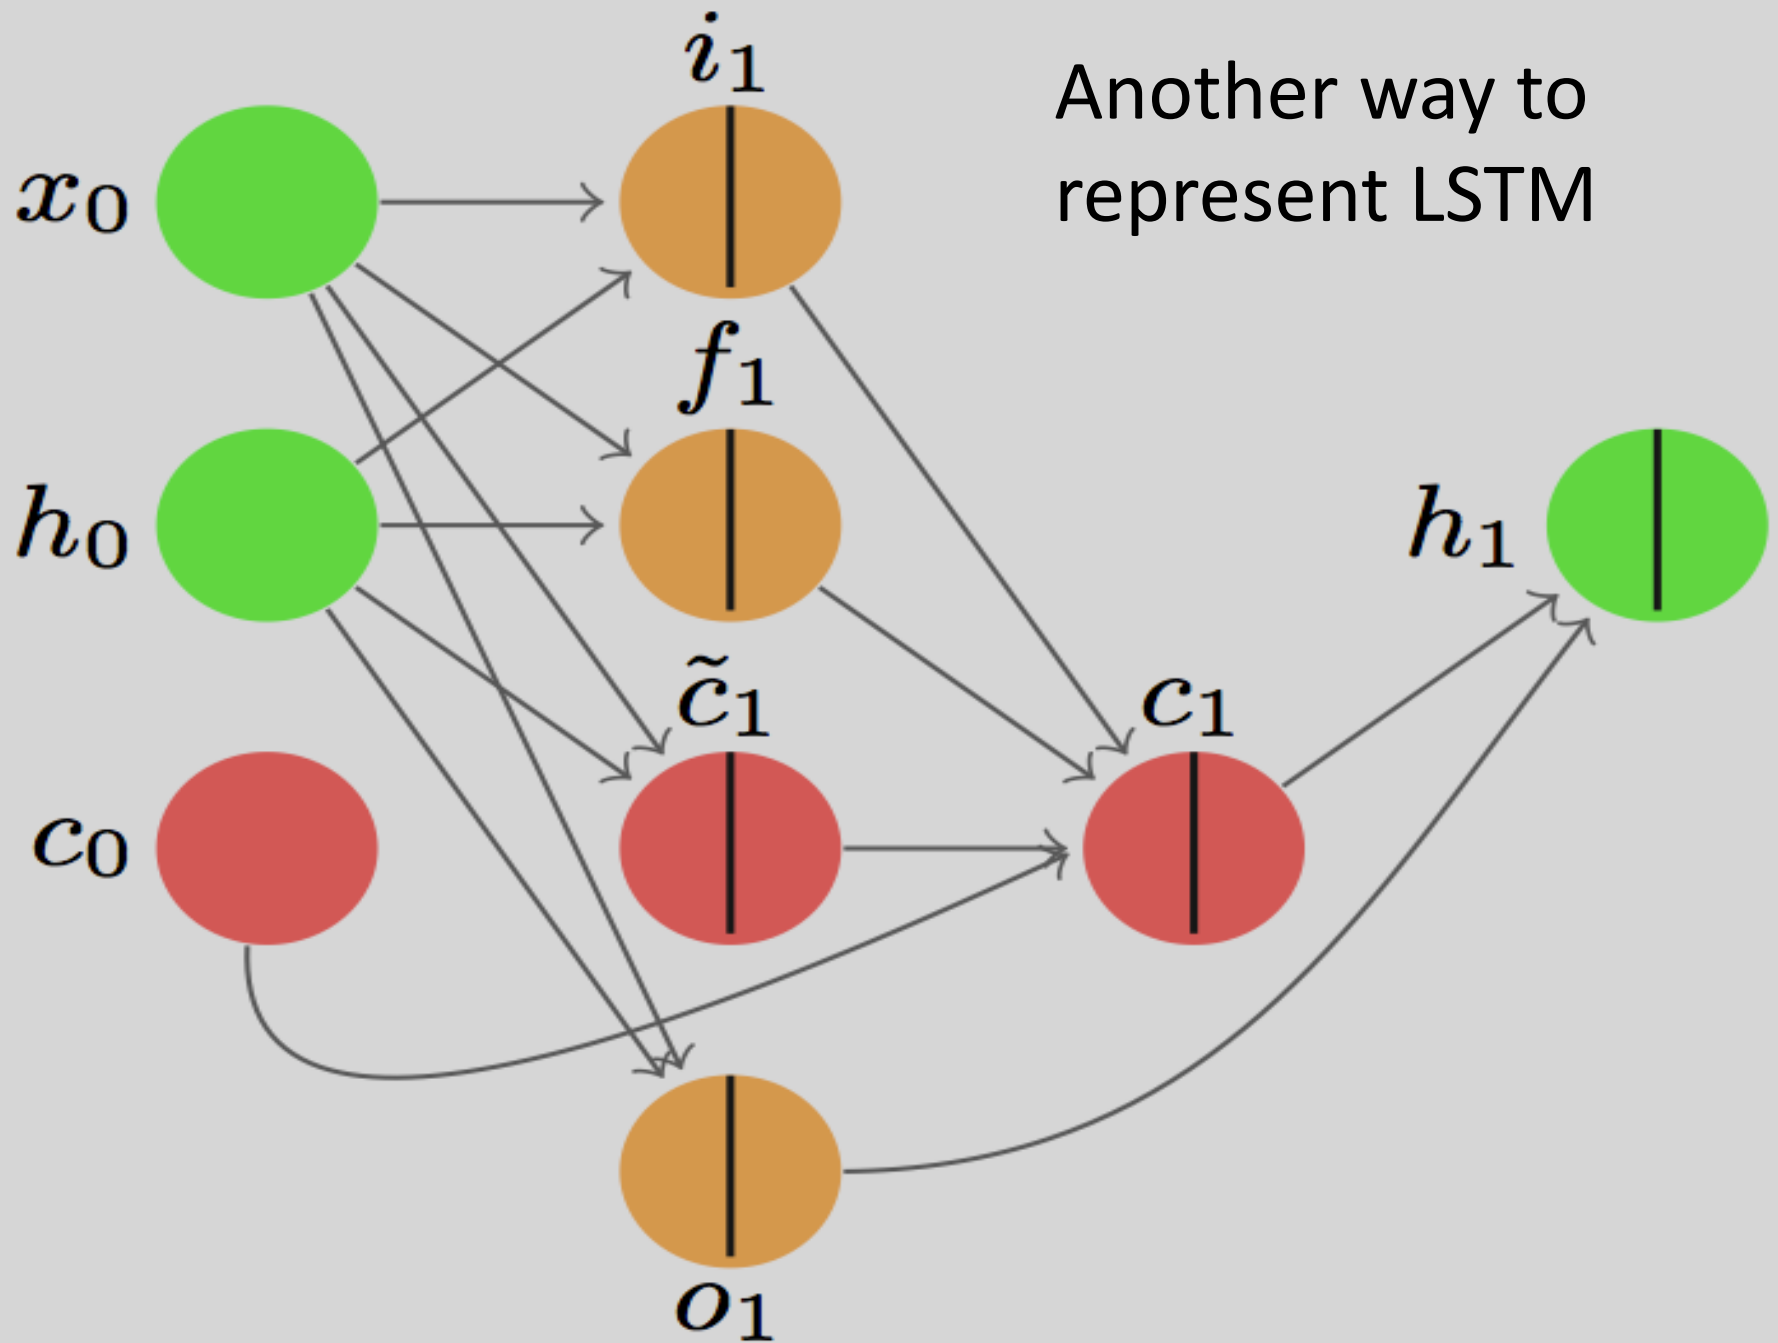 i₁
Another way to
represent LSTM
x₀
f₁
h₀
h₁
c̃₁
c₁
c₀
o₁